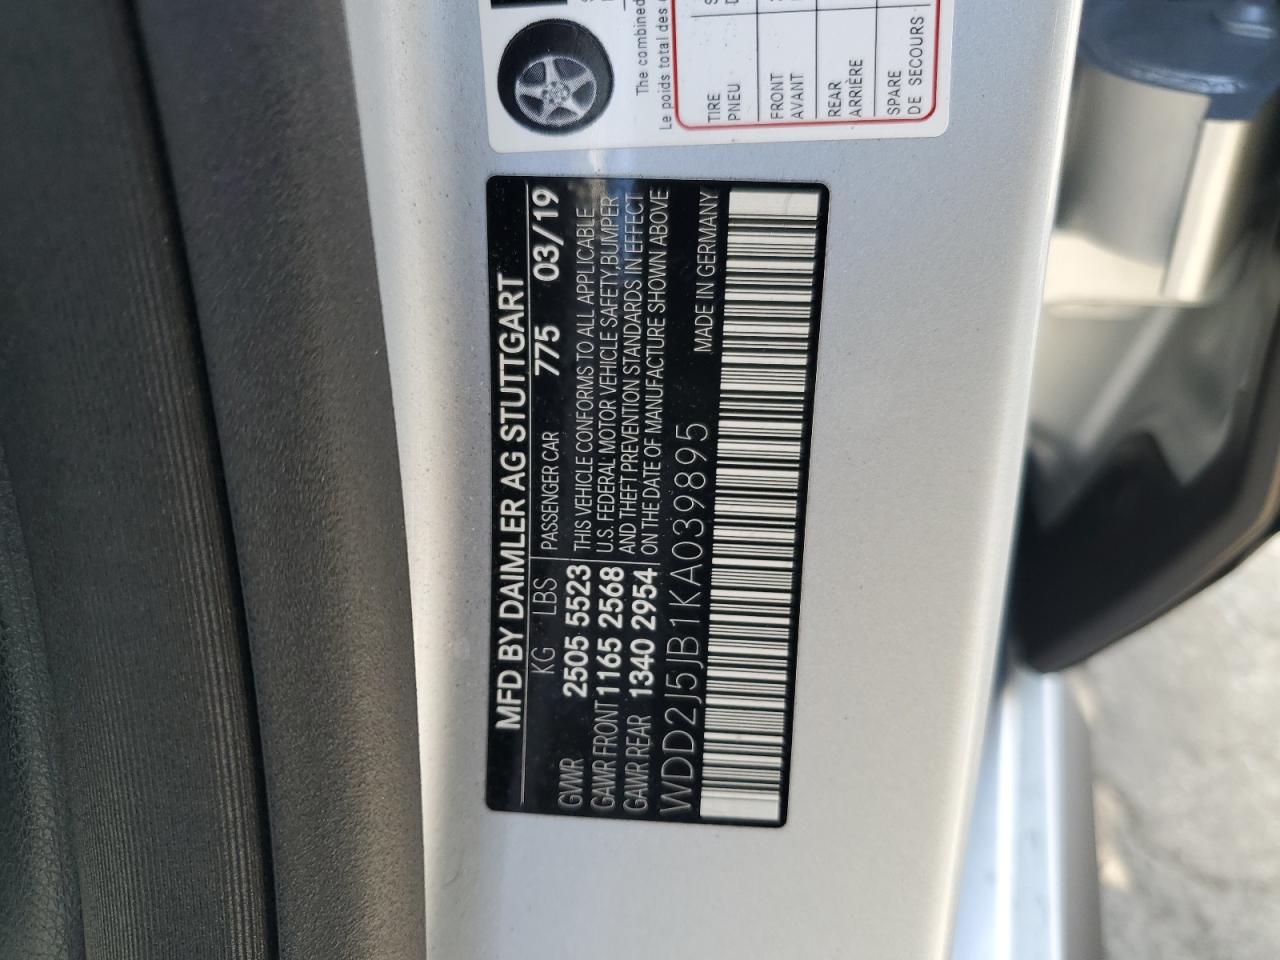 MFD BY DAIMLER AG STUTTGART
KG LBS PASSENGER CAR 775 03/19
GVWR 2505 5523 THIS VEHICLE CONFORMS TO ALL APPLICABLE
GAWR FRONT 1165 2568 U.S. FEDERAL MOTOR VEHICLE SAFETY,BUMPER
GAWR REAR 1340 2954 AND THEFT PREVENTION STANDARDS IN EFFECT
ON THE DATE OF MANUFACTURE SHOWN ABOVE
WDD2J5JB1KA039895 MADE IN GERMANY
The combined
Le poids total des
TIRE
PNEU
FRONT
AVANT
REAR
ARRIÈRE
SPARE
DE SECOURS